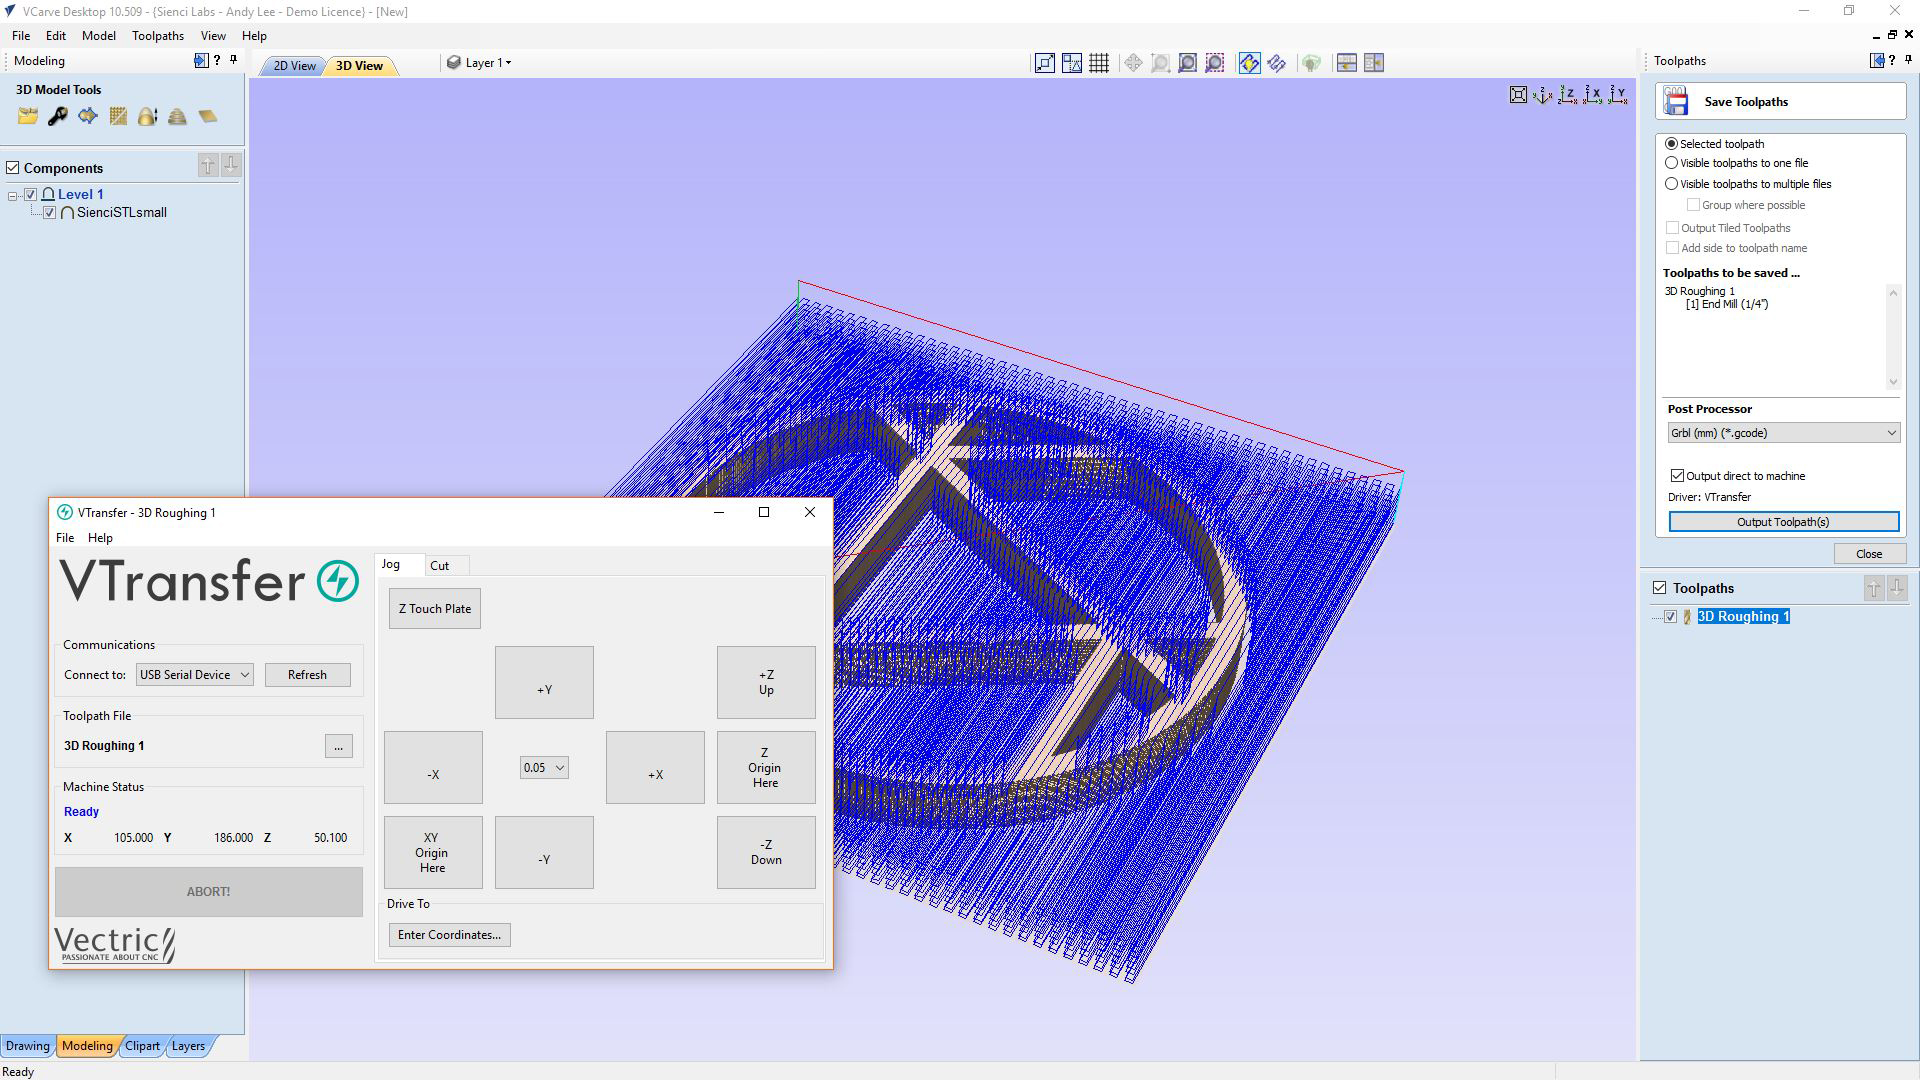 VCarve Desktop 10.509 - {Sienci Labs - Andy Lee - Demo Licence} - [New]
File Edit Model Toolpaths View Help
Modeling
?
3D Model Tools
Components
Level 1
SienciSTLsmall
2D View
3D View
Layer 1
Z
X
Y
VTransfer - 3D Roughing 1
File Help
VTransfer
Communications
Connect to: USB Serial Device Refresh
Toolpath File
3D Roughing 1 ...
Machine Status
Ready
X 105.000 Y 186.000 Z 50.100
ABORT!
Vectric
PASSIONATE ABOUT CNC
Jog
Cut
Z Touch Plate
+Y
+Z
Up
-X
0.05
+X
Z
Origin
Here
XY
Origin
Here
-Y
-Z
Down
Drive To
Enter Coordinates...
Drawing Modeling Clipart Layers
Ready
Toolpaths
?
Save Toolpaths
Selected toolpath
Visible toolpaths to one file
Visible toolpaths to multiple files
Group where possible
Output Tiled Toolpaths
Add side to toolpath name
Toolpaths to be saved ...
3D Roughing 1
[1] End Mill (1/4")
Post Processor
Grbl (mm) (*.gcode)
Output direct to machine
Driver: VTransfer
Output Toolpath(s)
Close
Toolpaths
3D Roughing 1